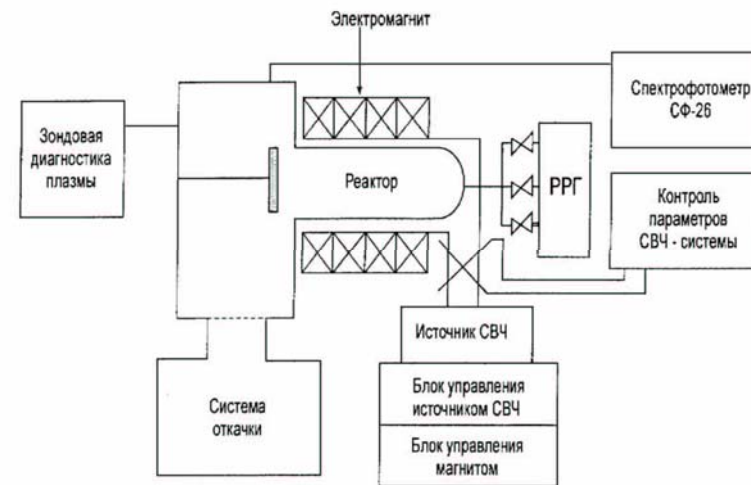 Электромагнит
Спектрофотометр
СФ-26
Зондовая
диагностика
плазмы
Реактор
РРГ
Контроль
параметров
СВЧ - системы
Источник СВЧ
Система
откачки
Блок управления
источником СВЧ
Блок управления
магнитом